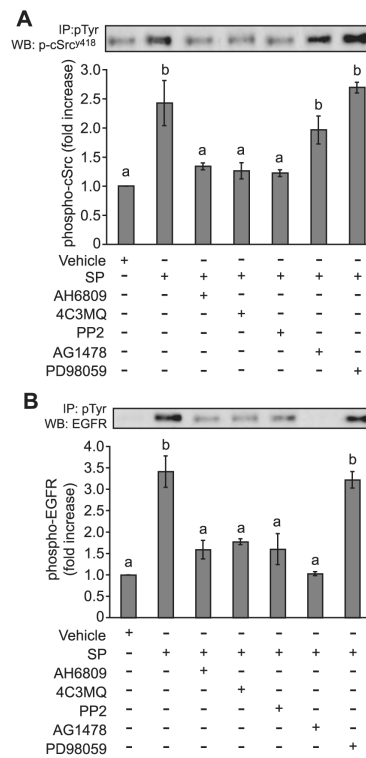 A
IP:pTyr
WB: p-cSrcʸ⁴¹⁸
phospho-cSrc (fold increase)
3.0
2.5
2.0
1.5
1.0
0
a b a a a b b
Vehicle + - - - - - -
SP - + + + + + +
AH6809 - - + - - - -
4C3MQ - - - + - - -
PP2 - - - - + - -
AG1478 - - - - - + -
PD98059 - - - - - - +
B
IP: pTyr
WB: EGFR
phospho-EGFR
(fold increase)
4.0
3.5
3.0
2.5
2.0
1.5
1.0
0.5
0
a b a a a a b
Vehicle + - - - - - -
SP - + + + + + +
AH6809 - - + - - - -
4C3MQ - - - + - - -
PP2 - - - - + - -
AG1478 - - - - - + -
PD98059 - - - - - - +